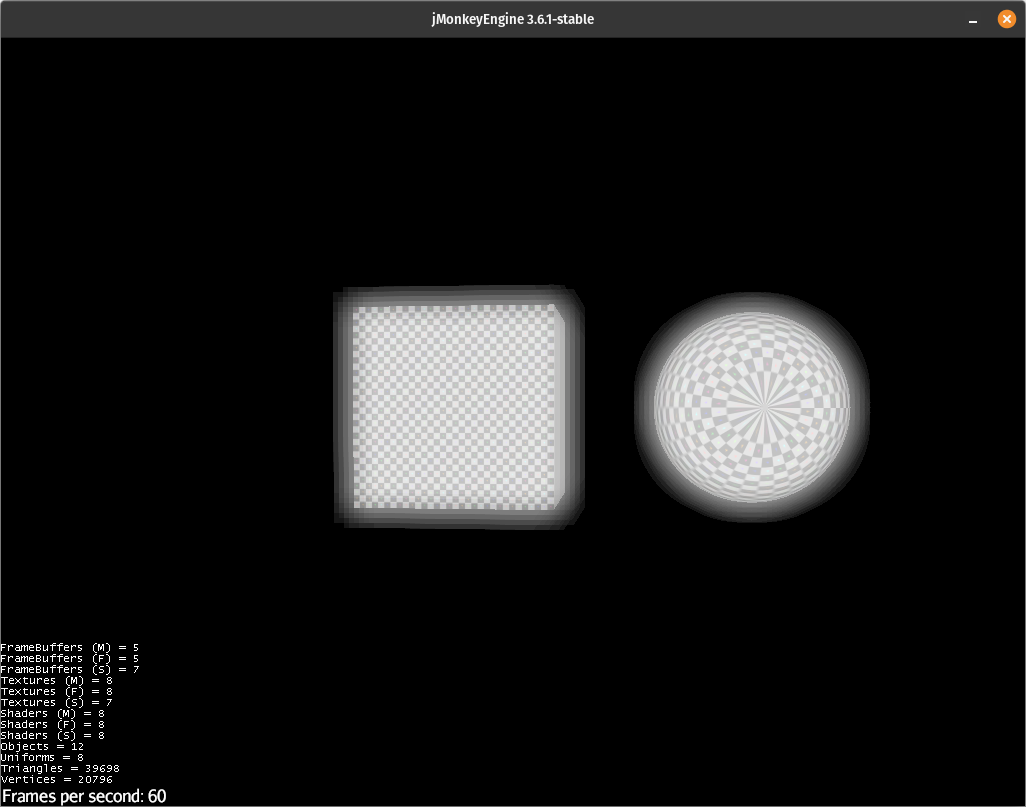 jMonkeyEngine 3.6.1-stable
FrameBuffers (M) = 5
FrameBuffers (F) = 5
FrameBuffers (S) = 7
Textures (M) = 8
Textures (F) = 8
Textures (S) = 7
Shaders (M) = 8
Shaders (F) = 8
Shaders (S) = 8
Objects = 12
Uniforms = 8
Triangles = 39698
Vertices = 20796
Frames per second: 60